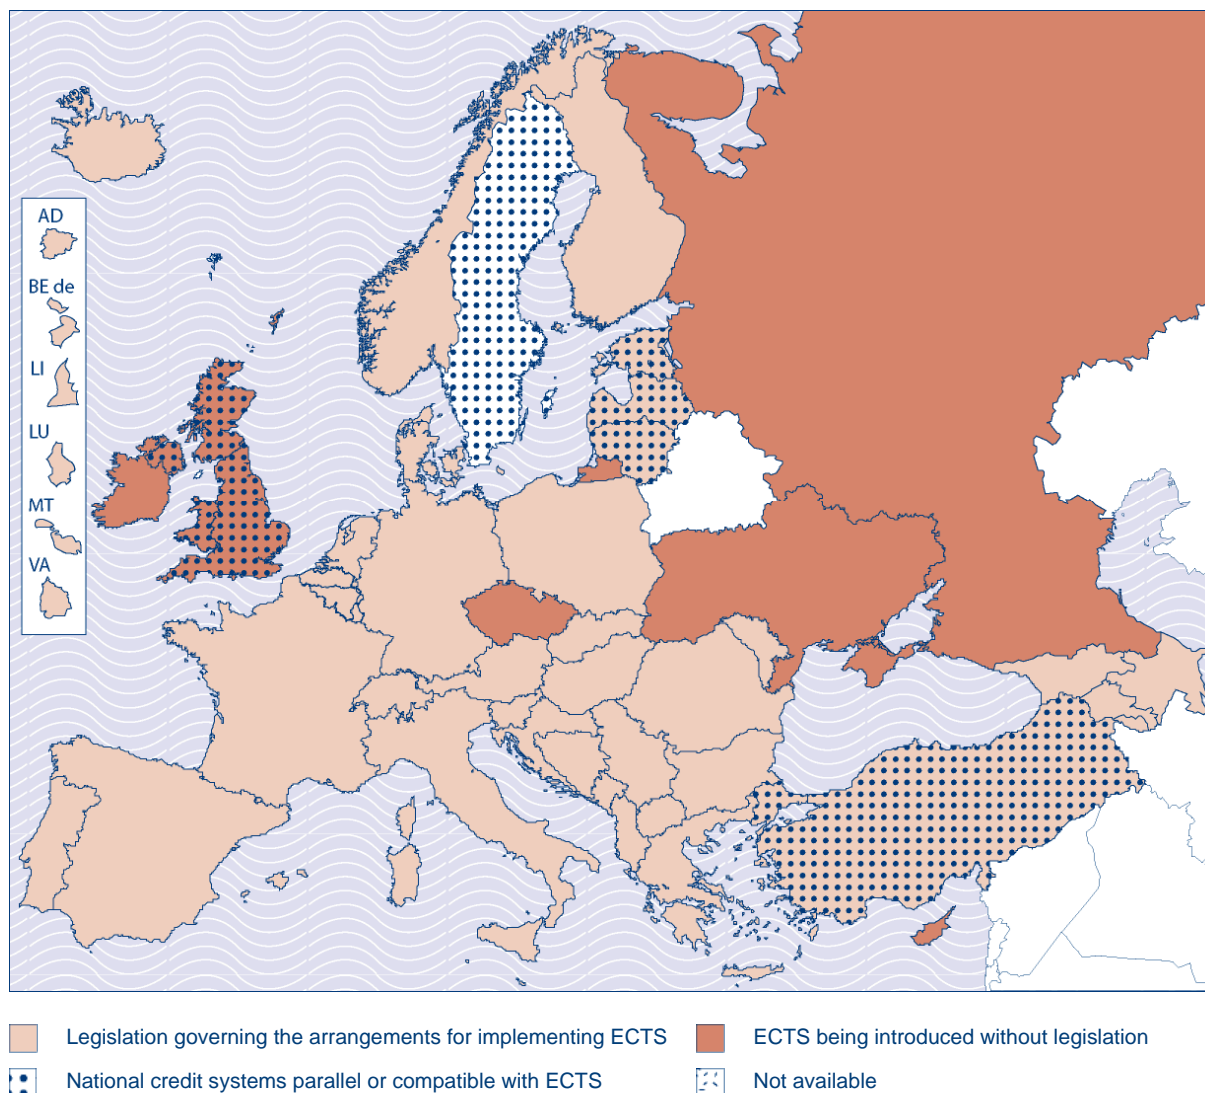 AD
BE de
LI
LU
MT
VA
Legislation governing the arrangements for implementing ECTS
ECTS being introduced without legislation
National credit systems parallel or compatible with ECTS
Not available